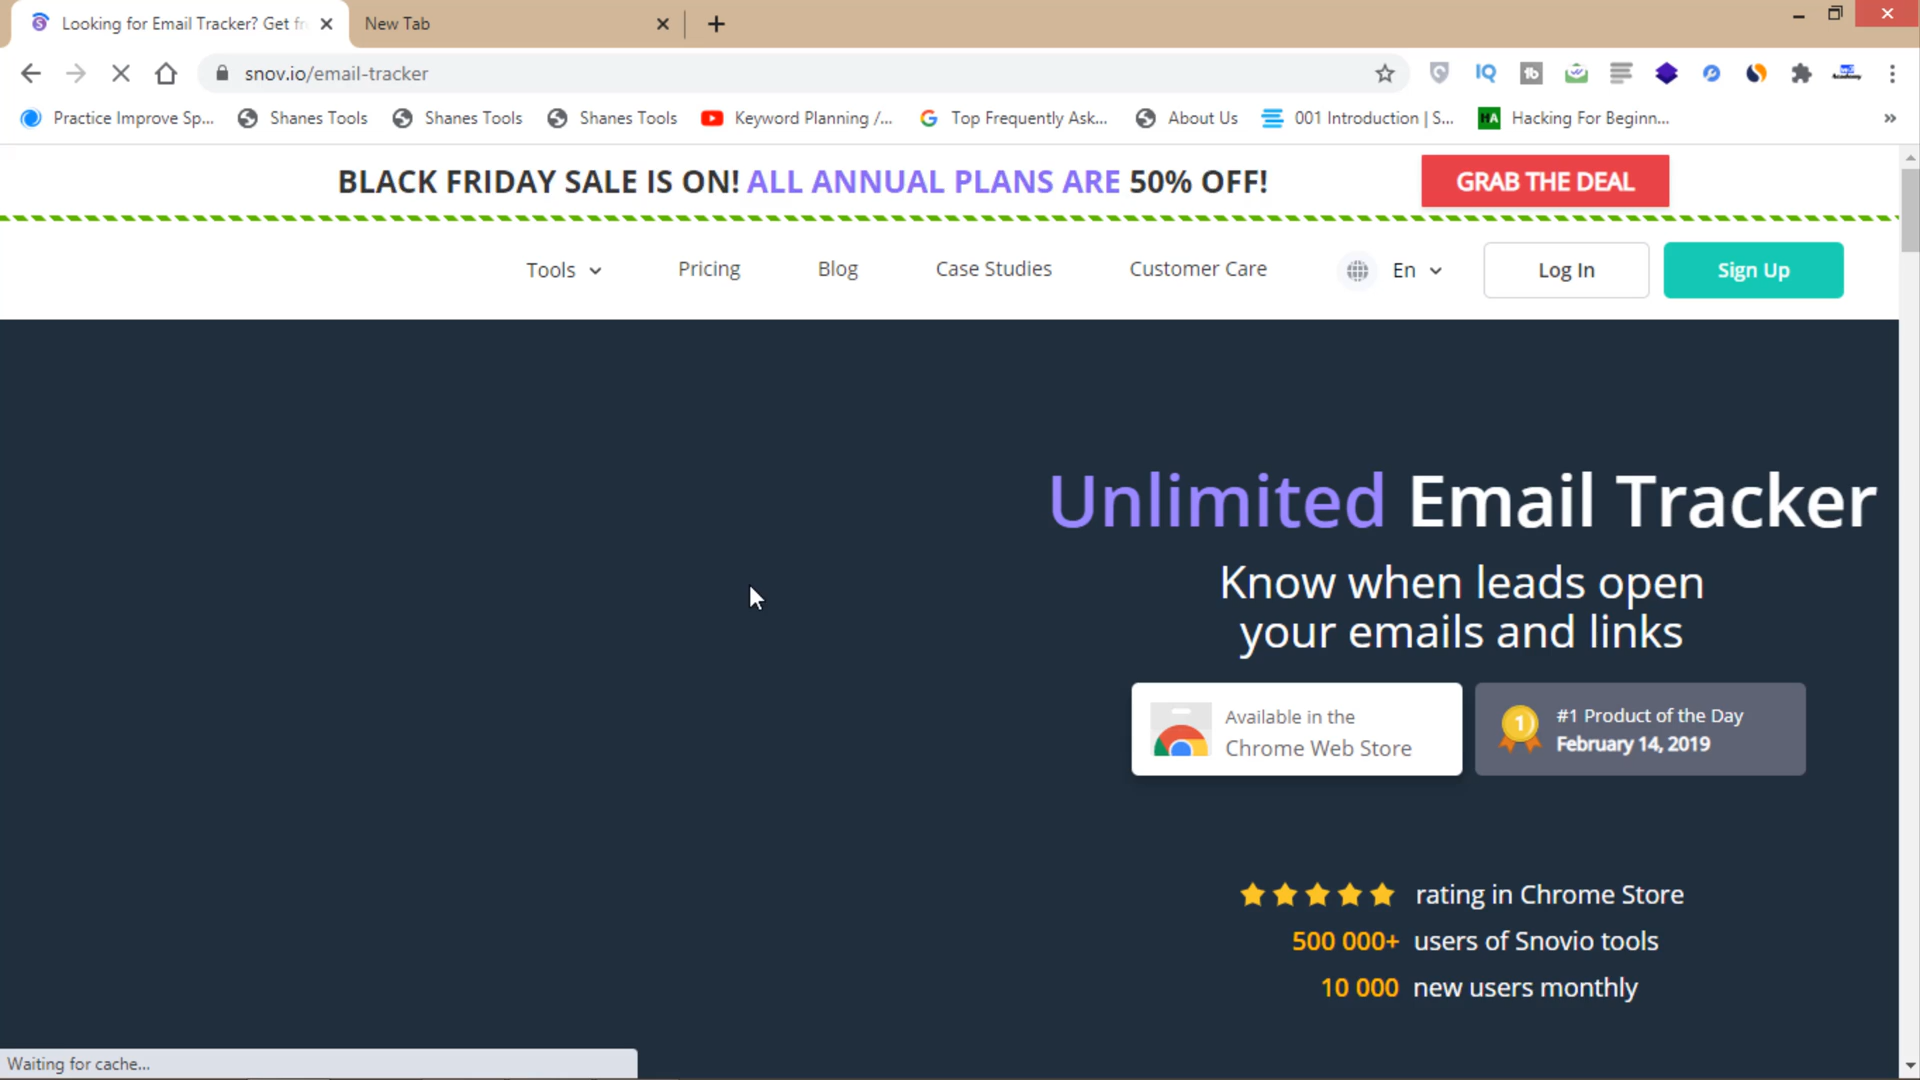 Looking for Email Tracker? Get fr
New Tab
snov.io/email-tracker
Practice Improve Sp...
Shanes Tools
Shanes Tools
Shanes Tools
Keyword Planning /...
Top Frequently Ask...
About Us
001 Introduction | S...
HA
Hacking For Beginn...
BLACK FRIDAY SALE IS ON! ALL ANNUAL PLANS ARE 50% OFF!
GRAB THE DEAL
Tools
Pricing
Blog
Case Studies
Customer Care
En
Log In
Sign Up
Unlimited Email Tracker
Know when leads open
your emails and links
Available in the
Chrome Web Store
1
#1 Product of the Day
February 14, 2019
rating in Chrome Store
500 000+ users of Snovio tools
10 000 new users monthly
Waiting for cache...